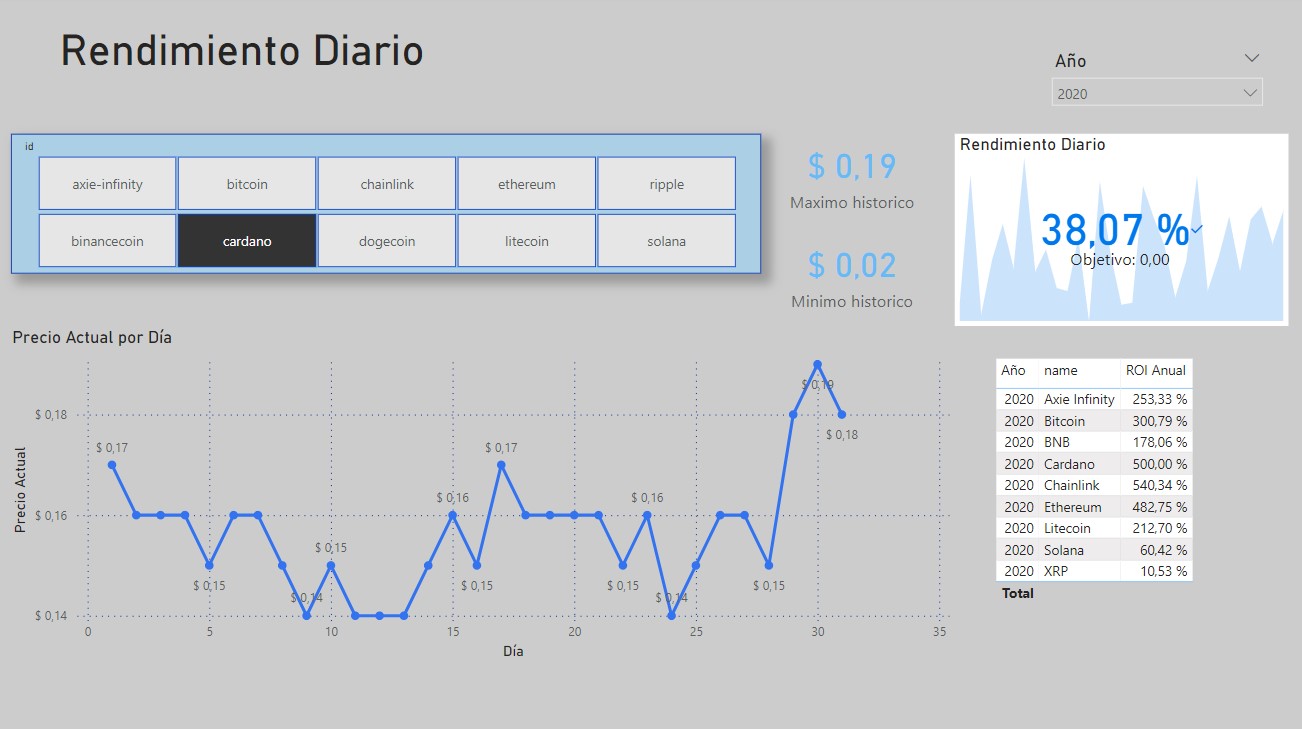 Rendimiento Diario
Año
2020
id
axie-infinity bitcoin chainlink ethereum ripple
binancecoin cardano dogecoin litecoin solana
$ 0,19
Maximo historico
$ 0,02
Minimo historico
Rendimiento Diario
38,07 %
Objetivo: 0,00
Precio Actual por Día
Precio Actual
$ 0,18
$ 0,16
$ 0,14
$ 0,17
$ 0,15
$ 0,14
$ 0,15
$ 0,16
$ 0,15
$ 0,17
$ 0,15
$ 0,16
$ 0,14
$ 0,15
$ 0,19
$ 0,18
0 5 10 15 20 25 30 35
Día
Año name ROI Anual
2020 Axie Infinity 253,33 %
2020 Bitcoin 300,79 %
2020 BNB 178,06 %
2020 Cardano 500,00 %
2020 Chainlink 540,34 %
2020 Ethereum 482,75 %
2020 Litecoin 212,70 %
2020 Solana 60,42 %
2020 XRP 10,53 %
Total